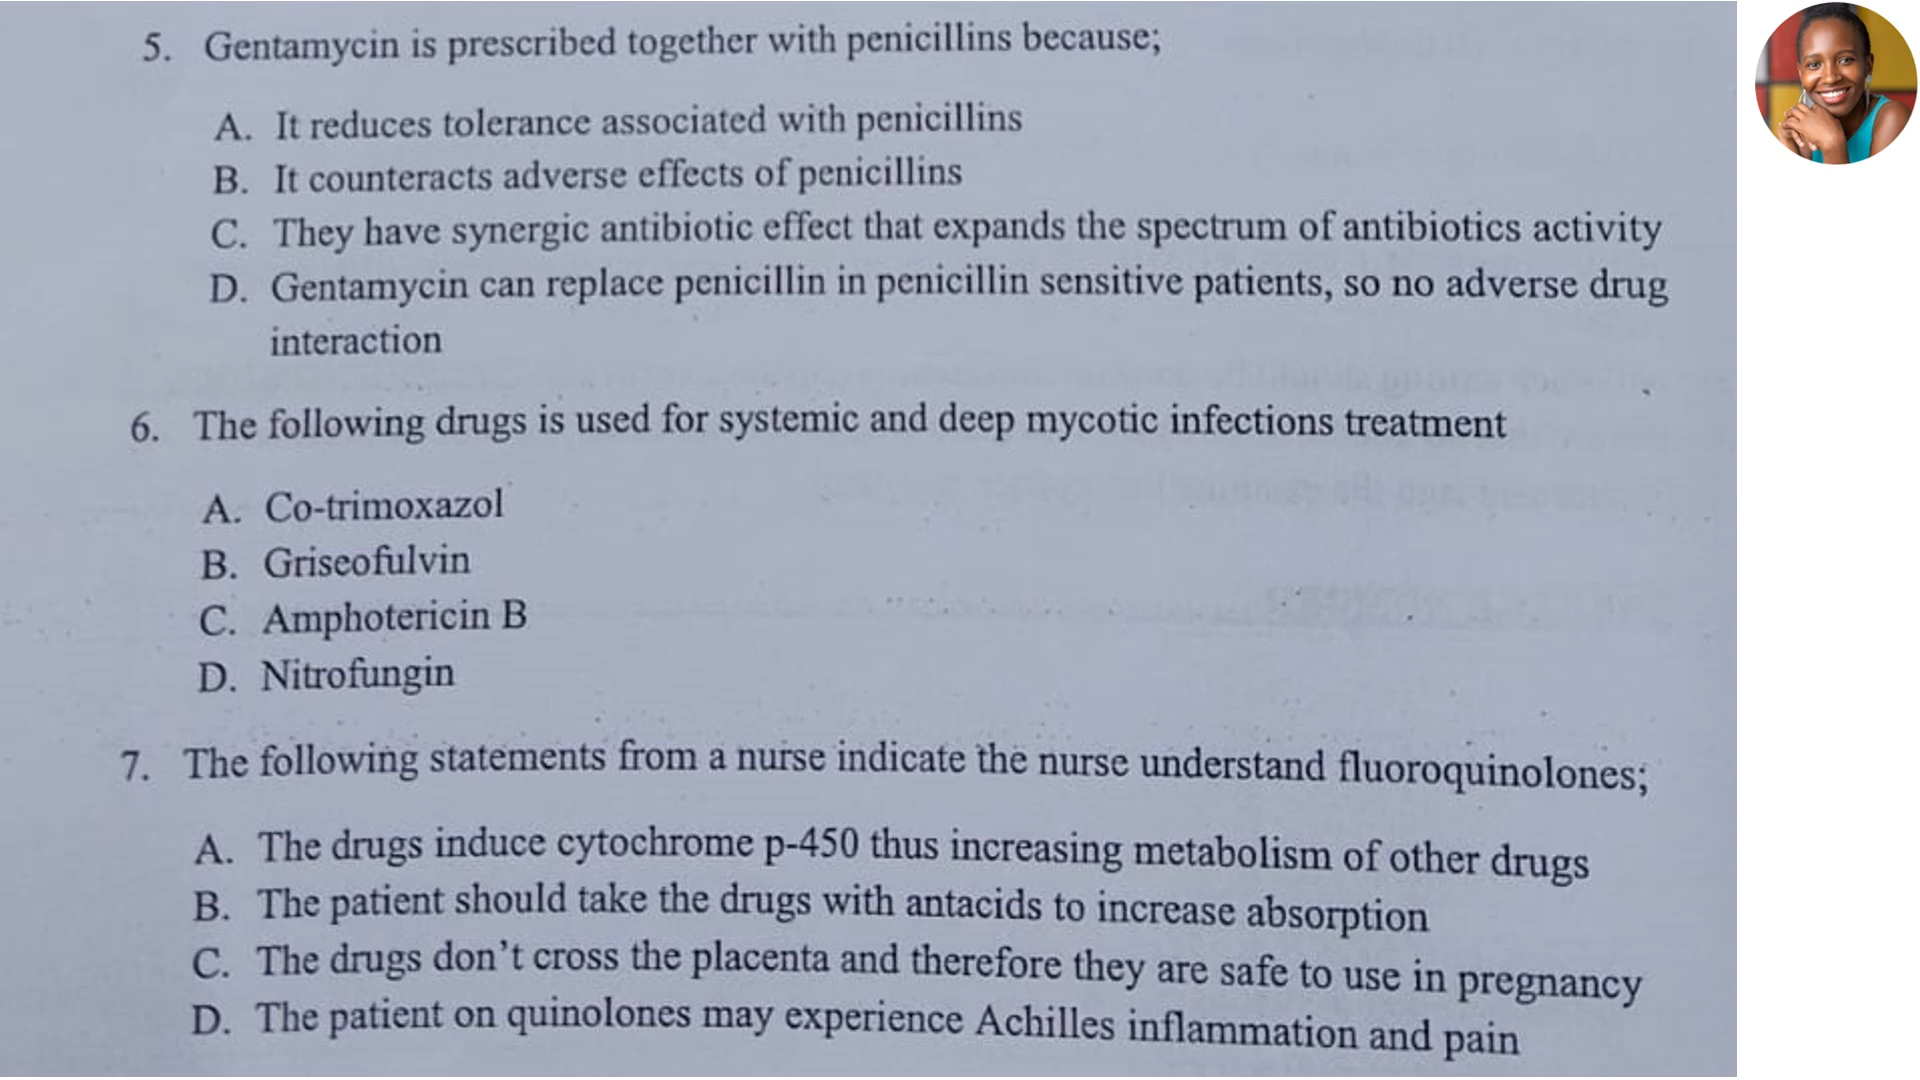 5. Gentamycin is prescribed together with penicillins because;
A. It reduces tolerance associated with penicillins
B. It counteracts adverse effects of penicillins
C. They have synergic antibiotic effect that expands the spectrum of antibiotics activity
D. Gentamycin can replace penicillin in penicillin sensitive patients, so no adverse drug
interaction
6. The following drugs is used for systemic and deep mycotic infections treatment
A. Co-trimoxazol
B. Griseofulvin
C. Amphotericin B
D. Nitrofungin
7. The following statements from a nurse indicate the nurse understand fluoroquinolones;
A. The drugs induce cytochrome p-450 thus increasing metabolism of other drugs
B. The patient should take the drugs with antacids to increase absorption
C. The drugs don't cross the placenta and therefore they are safe to use in pregnancy
D. The patient on quinolones may experience Achilles inflammation and pain